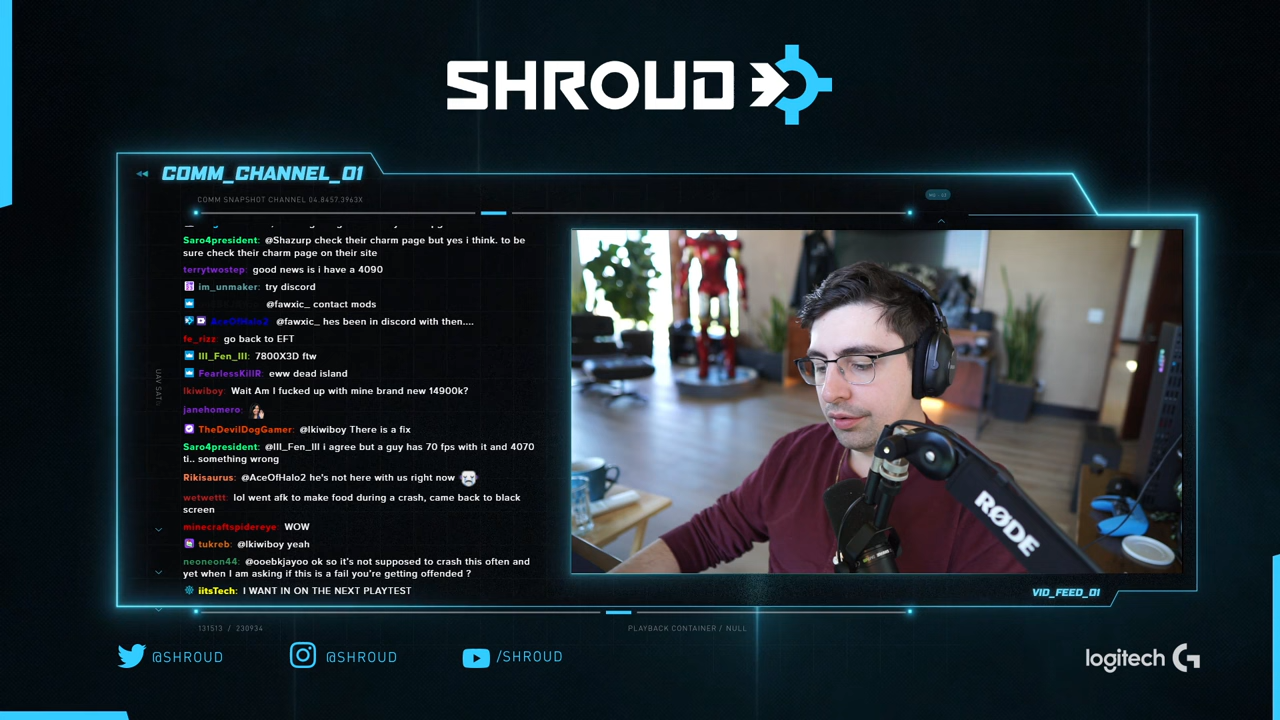 SHROUD
COMM_CHANNEL_01
COMM SNAPSHOT CHANNEL 04.8457.3963X
Saro4president: @Shazurp check their charm page but yes i think. to be
sure check their charm page on their site
terrytwostep: good news is i have a 4090
im_unmaker: try discord
@fawxic_ contact mods
AceOfHalo2 @fawxic_ hes been in discord with then....
fe_rizz: go back to EFT
III_Fen_III: 7800X3D ftw
FearlessKillR: eww dead island
lkiwiboy: Wait Am I fucked up with mine brand new 14900k?
janehomero:
TheDevilDogGamer: @lkiwiboy There is a fix
Saro4president: @III_Fen_III i agree but a guy has 70 fps with it and 4070
ti.. something wrong
Rikisaurus: @AceOfHalo2 he's not here with us right now
wetwottt: lol went afk to make food during a crash, came back to black
screen
minecraftspidereye: WOW
tukreb: @lkiwiboy yeah
neoneon44: @ooebkjayoo ok so it's not supposed to crash this often and
yet when I am asking if this is a fail you're getting offended ?
iitsTech: I WANT IN ON THE NEXT PLAYTEST
UAV SAT
RØDE
VID_FEED_01
131513 / 230934
PLAYBACK CONTAINER / NULL
@SHROUD
@SHROUD
/SHROUD
logitech G